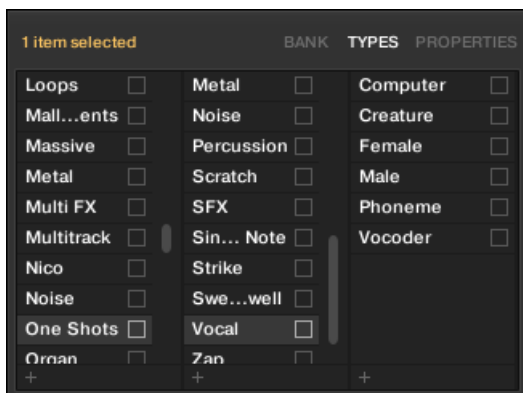 1 item selected BANK TYPES PROPERTIES
Loops Metal Computer
Mall...ents Noise Creature
Massive Percussion Female
Metal Scratch Male
Multi FX SFX Phoneme
Multitrack Sin... Note Vocoder
Nico Strike
Noise Swe...well
One Shots Vocal
Organ Zap
+ + +